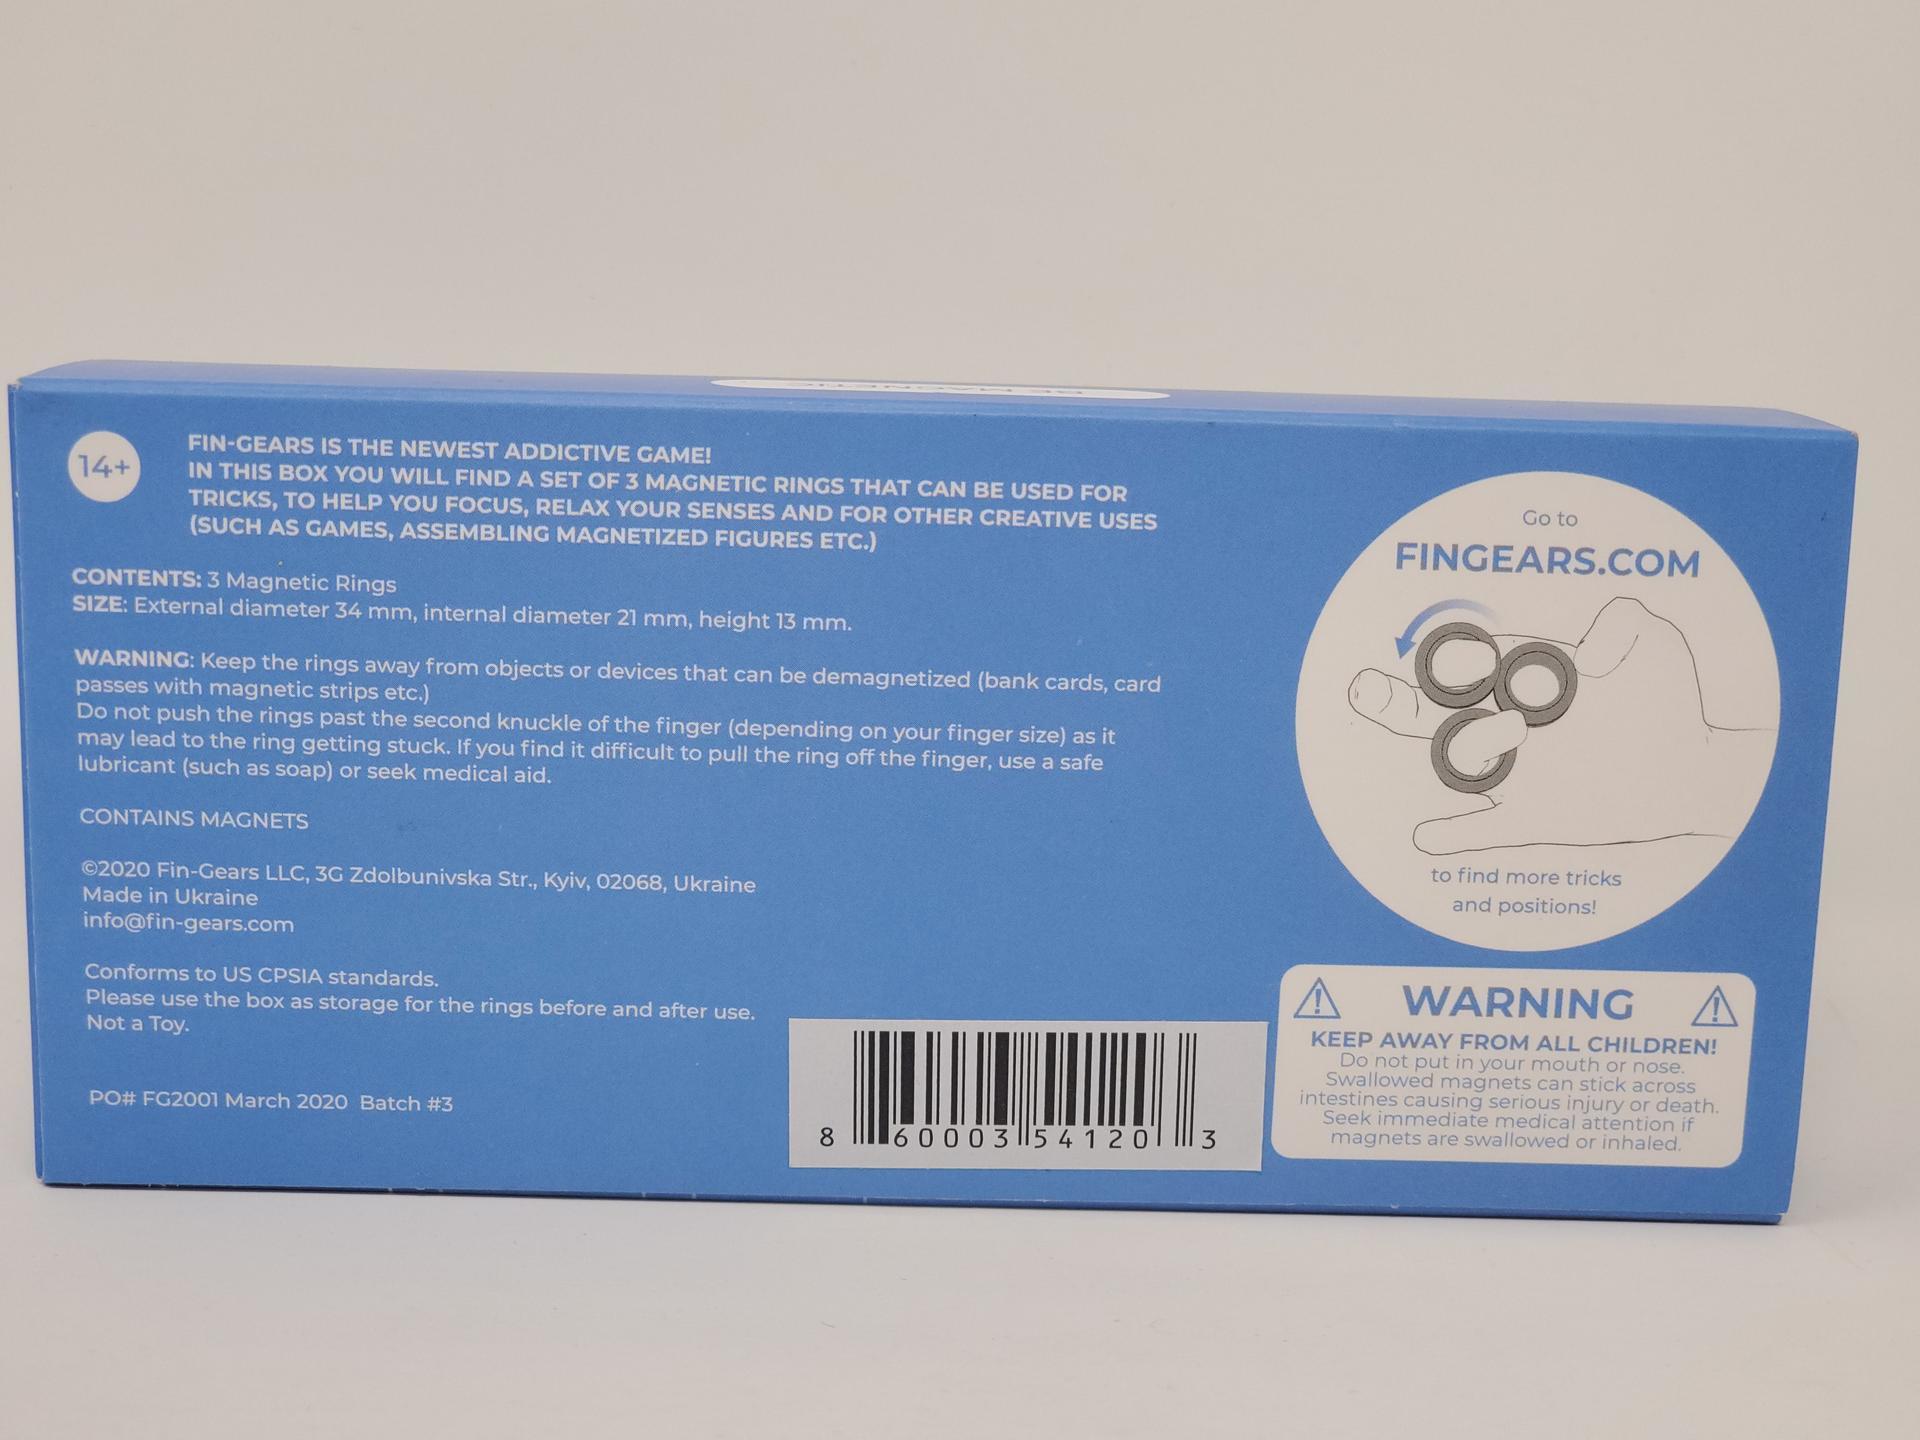 BE MAGNETIC
14+
FIN-GEARS IS THE NEWEST ADDICTIVE GAME!
IN THIS BOX YOU WILL FIND A SET OF 3 MAGNETIC RINGS THAT CAN BE USED FOR
TRICKS, TO HELP YOU FOCUS, RELAX YOUR SENSES AND FOR OTHER CREATIVE USES
(SUCH AS GAMES, ASSEMBLING MAGNETIZED FIGURES ETC.)
CONTENTS: 3 Magnetic Rings
SIZE: External diameter 34 mm, internal diameter 21 mm, height 13 mm.
WARNING: Keep the rings away from objects or devices that can be demagnetized (bank cards, card
passes with magnetic strips etc.)
Do not push the rings past the second knuckle of the finger (depending on your finger size) as it
may lead to the ring getting stuck. If you find it difficult to pull the ring off the finger, use a safe
lubricant (such as soap) or seek medical aid.
CONTAINS MAGNETS
©2020 Fin-Gears LLC, 3G Zdolbunivska Str., Kyiv, 02068, Ukraine
Made in Ukraine
info@fin-gears.com
Conforms to US CPSIA standards.
Please use the box as storage for the rings before and after use.
Not a Toy.
PO# FG2001 March 2020 Batch #3
8 60003 54120 3
Go to
FINGEARS.COM
to find more tricks
and positions!
WARNING
KEEP AWAY FROM ALL CHILDREN!
Do not put in your mouth or nose.
Swallowed magnets can stick across
intestines causing serious injury or death.
Seek immediate medical attention if
magnets are swallowed or inhaled.